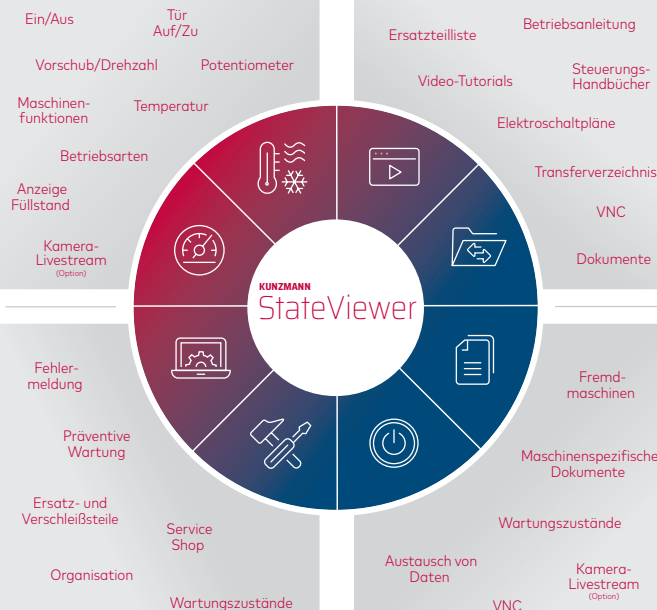 Ein/Aus
Tür
Auf/Zu
Vorschub/Drehzahl
Potentiometer
Maschinen-
funktionen
Temperatur
Betriebsarten
Anzeige
Füllstand
Kamera-
Livestream
(Option)
Ersatzteilliste
Betriebsanleitung
Video-Tutorials
Steuerungs-
Handbücher
Elektroschaltpläne
Transferverzeichnis
VNC
Dokumente
KUNZMANN
StateViewer
Fehler-
meldung
Präventive
Wartung
Ersatz- und
Verschleißsteile
Service
Shop
Organisation
Wartungszustände
Fremd-
maschinen
Maschinenspezifische
Dokumente
Wartungszustände
Austausch von
Daten
Kamera-
Livestream
(Option)
VNC